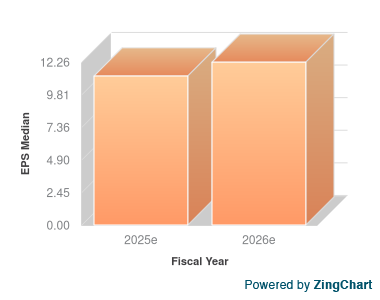 EPS Median
12.26
9.81
7.36
4.90
2.45
0.00
2025e 2026e
Fiscal Year
Powered by ZingChart